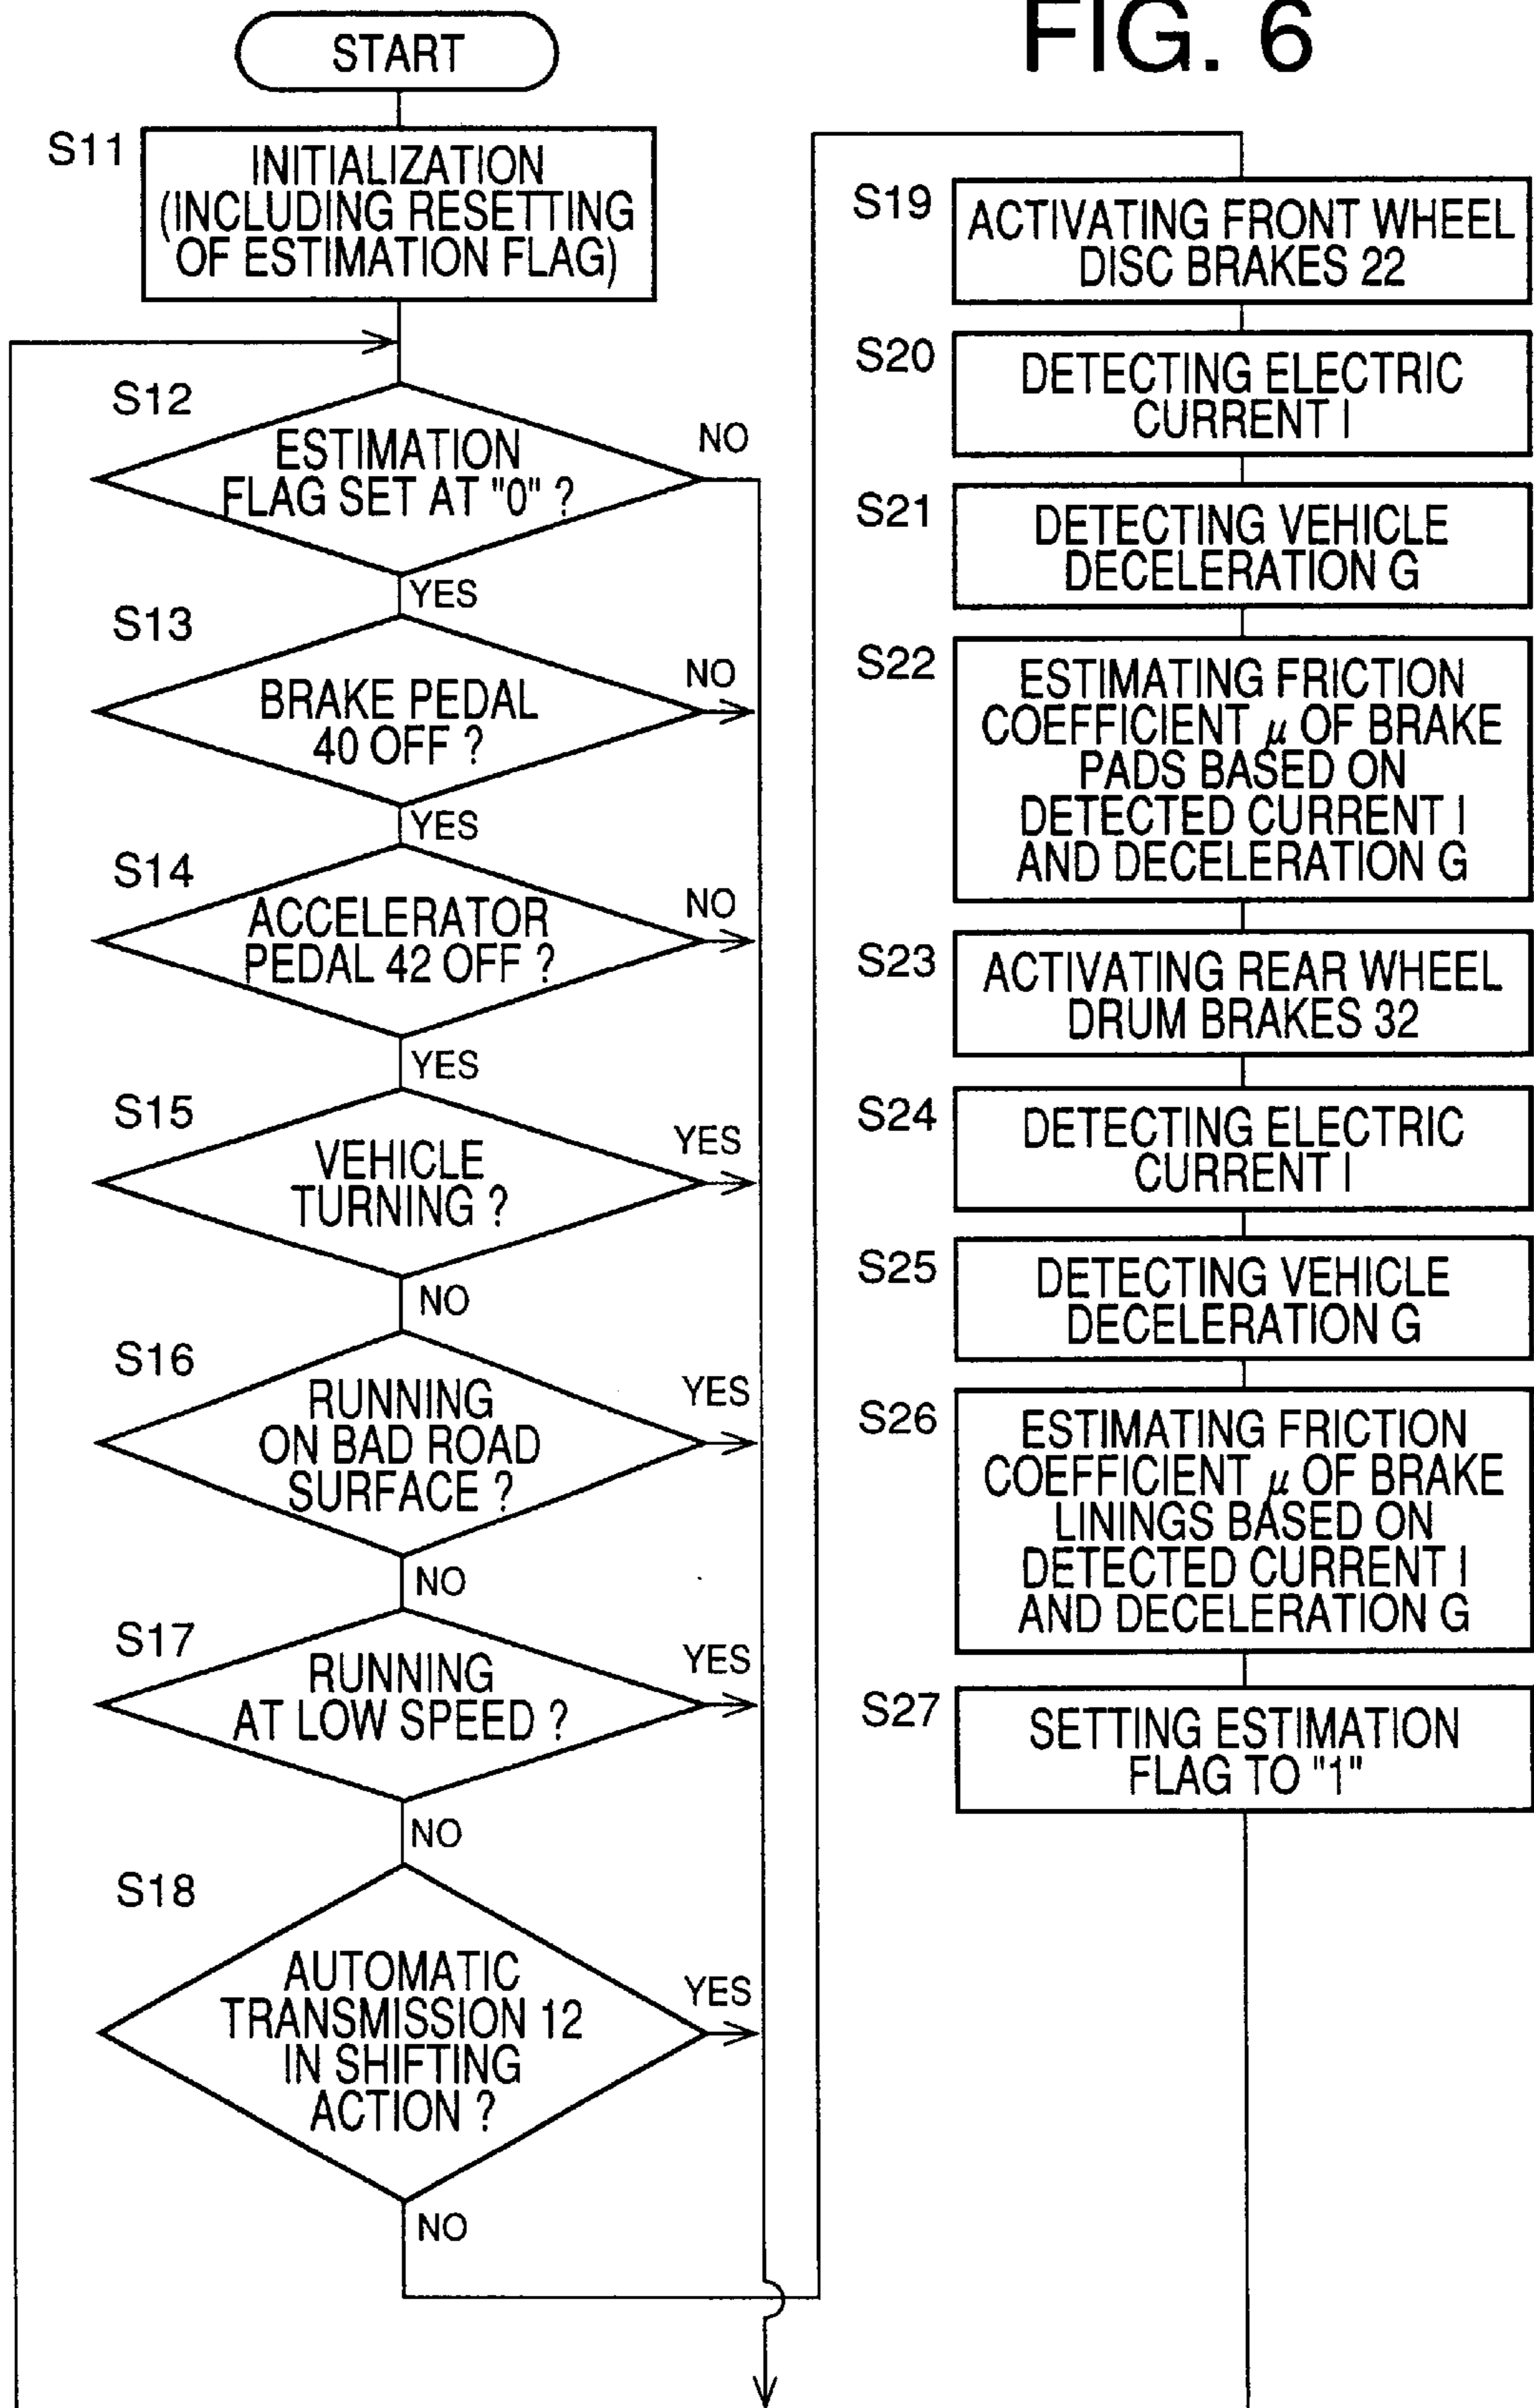 FIG. 6
START
S11
INITIALIZATION
(INCLUDING RESETTING
OF ESTIMATION FLAG)
S12
ESTIMATION
FLAG SET AT "0" ?
NO
YES
S13
BRAKE PEDAL
40 OFF ?
NO
YES
S14
ACCELERATOR
PEDAL 42 OFF ?
NO
YES
S15
VEHICLE
TURNING ?
YES
NO
S16
RUNNING
ON BAD ROAD
SURFACE ?
YES
NO
S17
RUNNING
AT LOW SPEED ?
YES
NO
S18
AUTOMATIC
TRANSMISSION 12
IN SHIFTING
ACTION ?
YES
NO
S19
ACTIVATING FRONT WHEEL
DISC BRAKES 22
S20
DETECTING ELECTRIC
CURRENT I
S21
DETECTING VEHICLE
DECELERATION G
S22
ESTIMATING FRICTION
COEFFICIENT μ OF BRAKE
PADS BASED ON
DETECTED CURRENT I
AND DECELERATION G
S23
ACTIVATING REAR WHEEL
DRUM BRAKES 32
S24
DETECTING ELECTRIC
CURRENT I
S25
DETECTING VEHICLE
DECELERATION G
S26
ESTIMATING FRICTION
COEFFICIENT μ OF BRAKE
LININGS BASED ON
DETECTED CURRENT I
AND DECELERATION G
S27
SETTING ESTIMATION
FLAG TO "1"